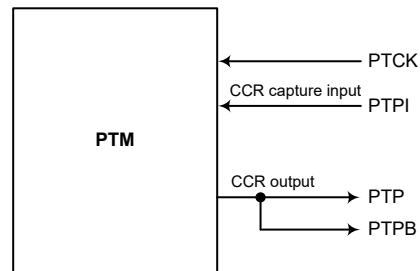 PTCK
CCR capture input
PTPI
PTM
CCR output
PTP
PTPB